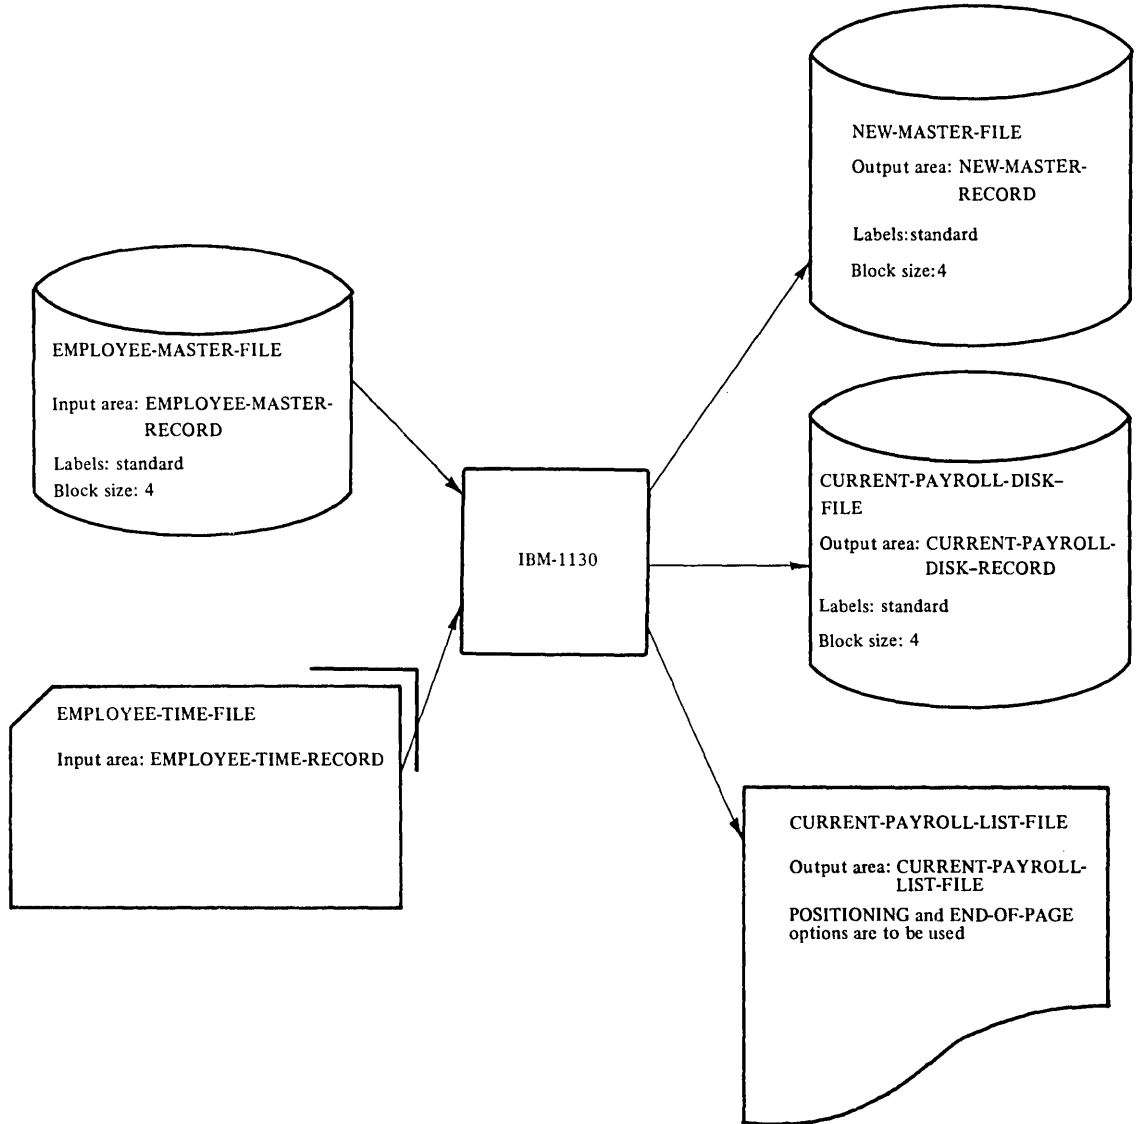 NEW-MASTER-FILE
Output area: NEW-MASTER-
RECORD
Labels:standard
Block size:4
EMPLOYEE-MASTER-FILE
Input area: EMPLOYEE-MASTER-
RECORD
Labels: standard
Block size: 4
CURRENT-PAYROLL-DISK–
FILE
Output area: CURRENT-PAYROLL-
DISK–RECORD
Labels: standard
Block size: 4
IBM-1130
EMPLOYEE-TIME-FILE
Input area: EMPLOYEE-TIME-RECORD
CURRENT-PAYROLL-LIST-FILE
Output area: CURRENT-PAYROLL-
LIST-FILE
POSITIONING and END-OF-PAGE
options are to be used